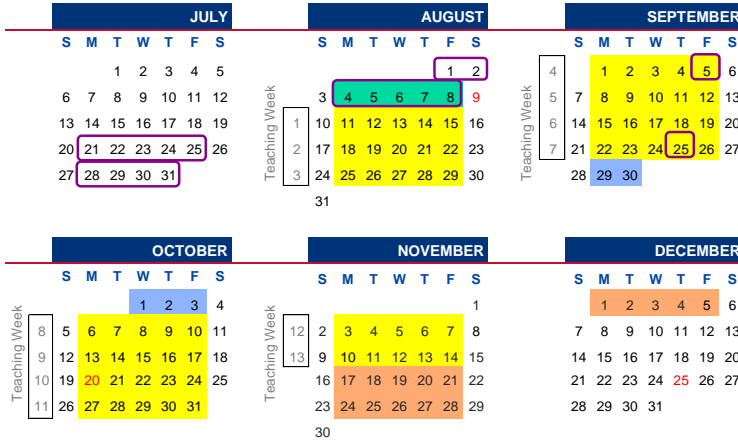 JULY AUGUST SEPTEMBER
S M T W T F S S M T W T F S S M T W T F S
1 2 3 4 5 1 2 4 1 2 3 4 5 6
6 7 8 9 10 11 12 3 4 5 6 7 8 9 5 7 8 9 10 11 12 13
13 14 15 16 17 18 19 1 10 11 12 13 14 15 16 6 14 15 16 17 18 19 20
20 21 22 23 24 25 26 2 17 18 19 20 21 22 23 7 21 22 23 24 25 26 27
27 28 29 30 31 3 24 25 26 27 28 29 30 28 29 30
31
Teaching Week
Teaching Week
OCTOBER NOVEMBER DECEMBER
S M T W T F S S M T W T F S S M T W T F S
1 2 3 4 1 1 2 3 4 5 6
8 5 6 7 8 9 10 11 12 2 3 4 5 6 7 8 7 8 9 10 11 12 13
9 12 13 14 15 16 17 18 13 9 10 11 12 13 14 15 14 15 16 17 18 19 20
10 19 20 21 22 23 24 25 16 17 18 19 20 21 22 21 22 23 24 25 26 27
11 26 27 28 29 30 31 23 24 25 26 27 28 29 28 29 30 31
30
Teaching Week
Teaching Week